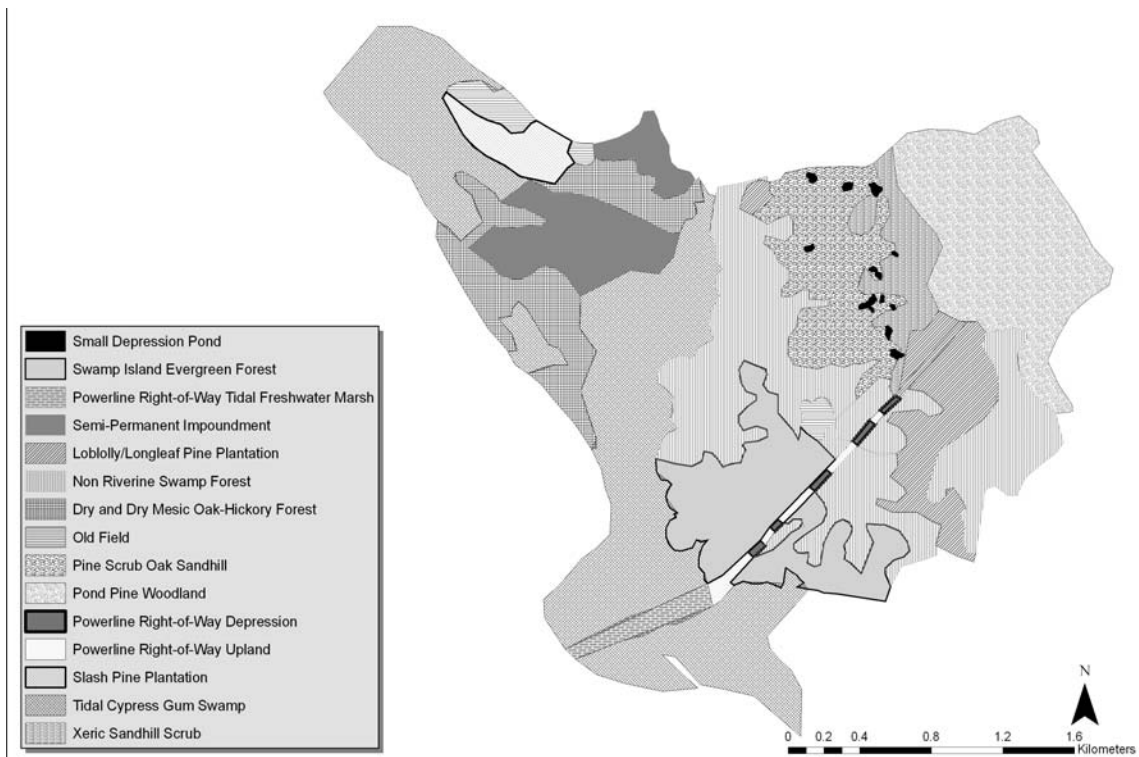 Small Depression Pond
Swamp Island Evergreen Forest
Powerline Right-of-Way Tidal Freshwater Marsh
Semi-Permanent Impoundment
Loblolly/Longleaf Pine Plantation
Non Riverine Swamp Forest
Dry and Dry Mesic Oak-Hickory Forest
Old Field
Pine Scrub Oak Sandhill
Pond Pine Woodland
Powerline Right-of-Way Depression
Powerline Right-of-Way Upland
Slash Pine Plantation
Tidal Cypress Gum Swamp
Xeric Sandhill Scrub
N
0 0.2 0.4 0.8 1.2 1.6
Kilometers